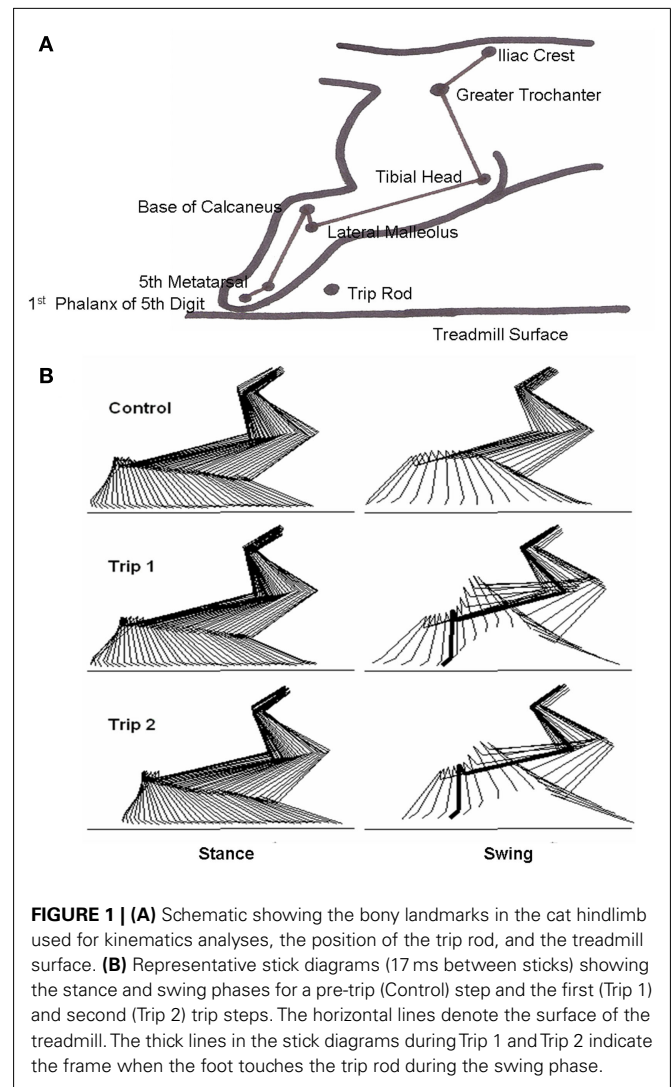 A
Iliac Crest
Greater Trochanter
Tibial Head
Base of Calcaneus
Lateral Malleolus
5th Metatarsal
1st Phalanx of 5th Digit
Trip Rod
Treadmill Surface
B
Control
Trip 1
Trip 2
Stance Swing
FIGURE 1 | (A) Schematic showing the bony landmarks in the cat hindlimb
used for kinematics analyses, the position of the trip rod, and the treadmill
surface. (B) Representative stick diagrams (17 ms between sticks) showing
the stance and swing phases for a pre-trip (Control) step and the first (Trip 1)
and second (Trip 2) trip steps. The horizontal lines denote the surface of the
treadmill. The thick lines in the stick diagrams during Trip 1 and Trip 2 indicate
the frame when the foot touches the trip rod during the swing phase.